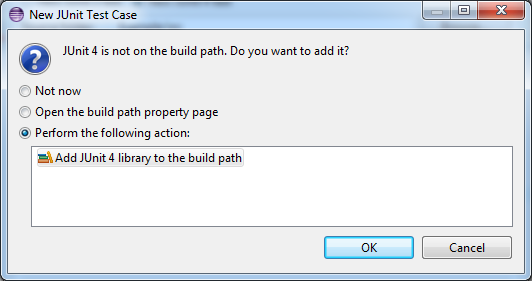 New JUnit Test Case
JUnit 4 is not on the build path. Do you want to add it?
Not now
Open the build path property page
Perform the following action:
Add JUnit 4 library to the build path
OK
Cancel